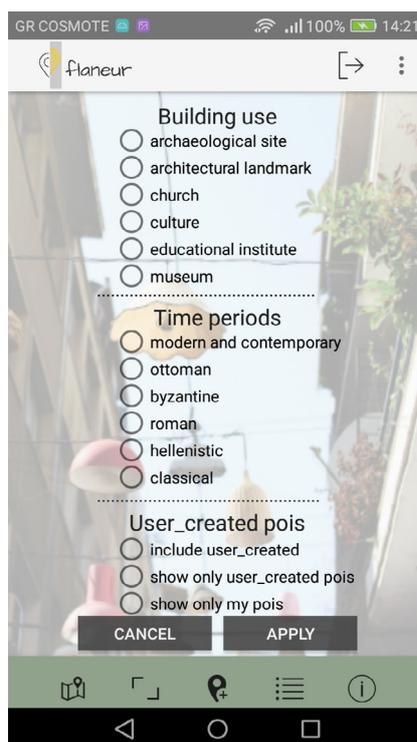 GR COSMOTE 100% 14:21
flaneur
Building use
archaeological site
architectural landmark
church
culture
educational institute
museum
Time periods
modern and contemporary
ottoman
byzantine
roman
hellenistic
classical
User_created pois
include user_created
show only user_created pois
show only my pois
CANCEL APPLY